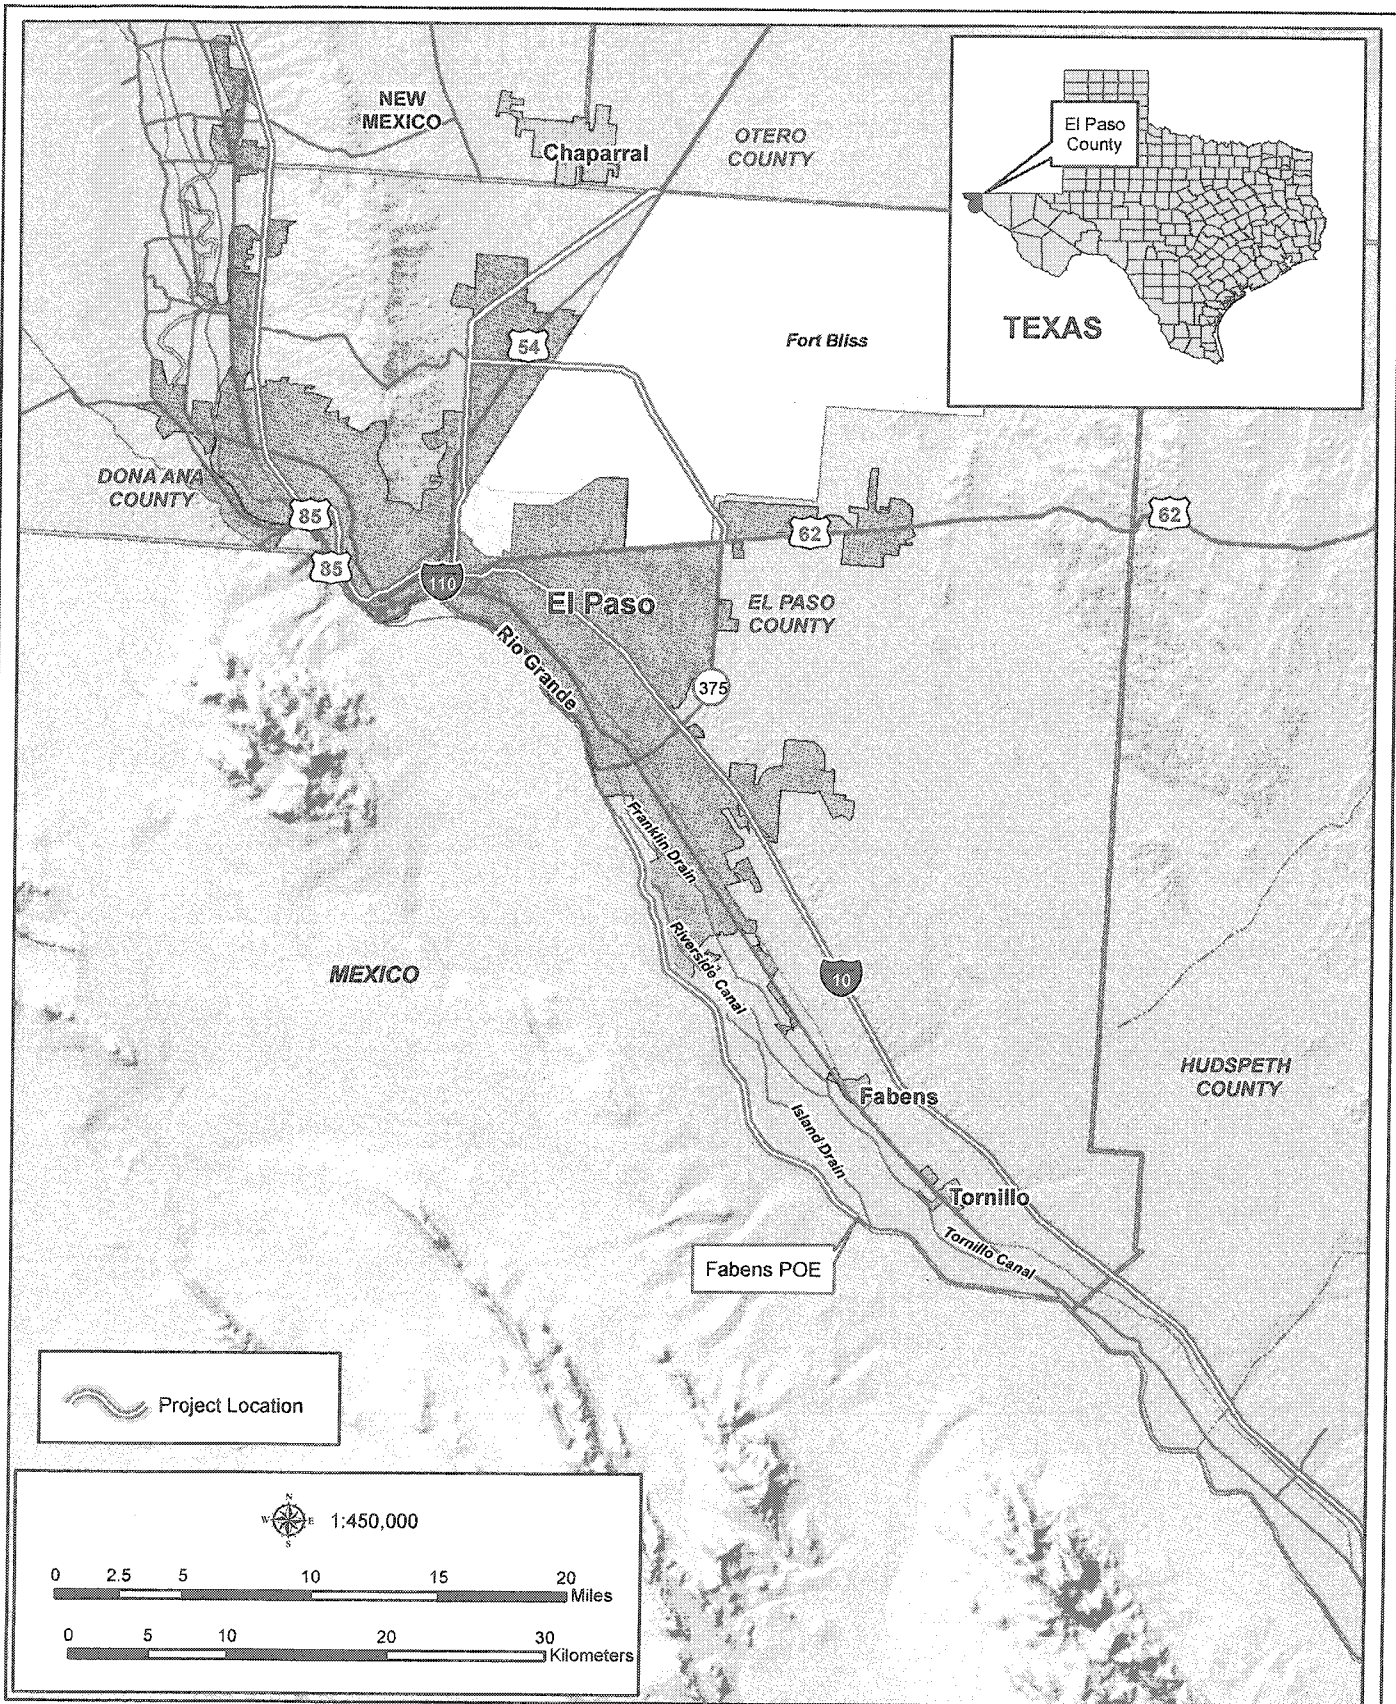 NEW
MEXICO
Chaparral
OTERO
COUNTY
El Paso
County
TEXAS
54
Fort Bliss
DONA ANA
COUNTY
85
85
62
62
110
El Paso
EL PASO
COUNTY
Rio Grande
375
Franklin Drain
Riverside Canal
MEXICO
10
HUDSPETH
COUNTY
Fabens
Island Drain
Tornillo
Tornillo Canal
Fabens POE
Project Location
N
W E
S
1:450,000
0 2.5 5 10 15 20
Miles
0 5 10 20 30
Kilometers